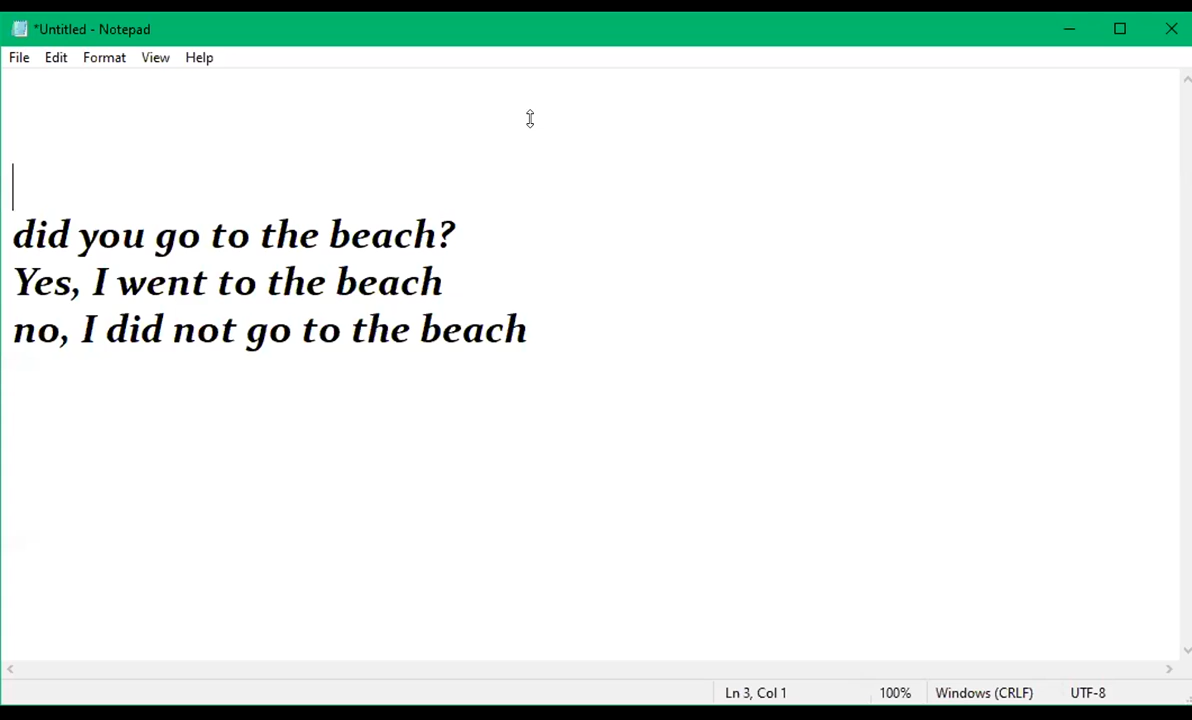 *Untitled - Notepad
File Edit Format View Help
did you go to the beach?
Yes, I went to the beach
no, I did not go to the beach
Ln 3, Col 1 100% Windows (CRLF) UTF-8